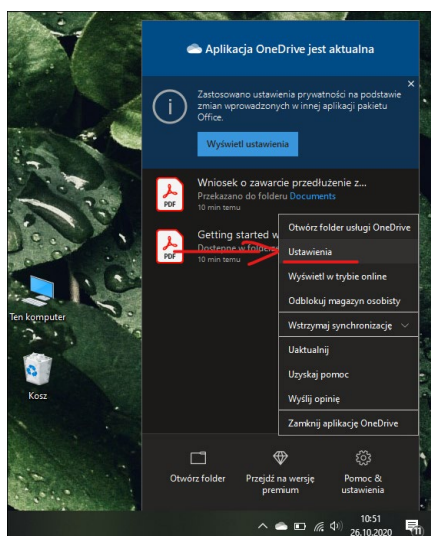 Aplikacja OneDrive jest aktualna
Zastosowano ustawienia prywatności na podstawie
zmian wprowadzonych w innej aplikacji pakietu
Office.
Wyświetl ustawienia
Wniosek o zawarcie przedłużenie z...
Przekazano do folderu Documents
10 min temu
PDF
Getting started w
Dostępne w folderze
10 min temu
PDF
Otwórz folder usługi OneDrive
Ustawienia
Wyświetl w trybie online
Odblokuj magazyn osobisty
Wstrzymaj synchronizację
Uaktualnij
Uzyskaj pomoc
Wyślij opinię
Zamknij aplikację OneDrive
Ten komputer
Kosz
Otwórz folder
Przejdź na wersję
premium
Pomoc &
ustawienia
10:51
26.10.2020
11